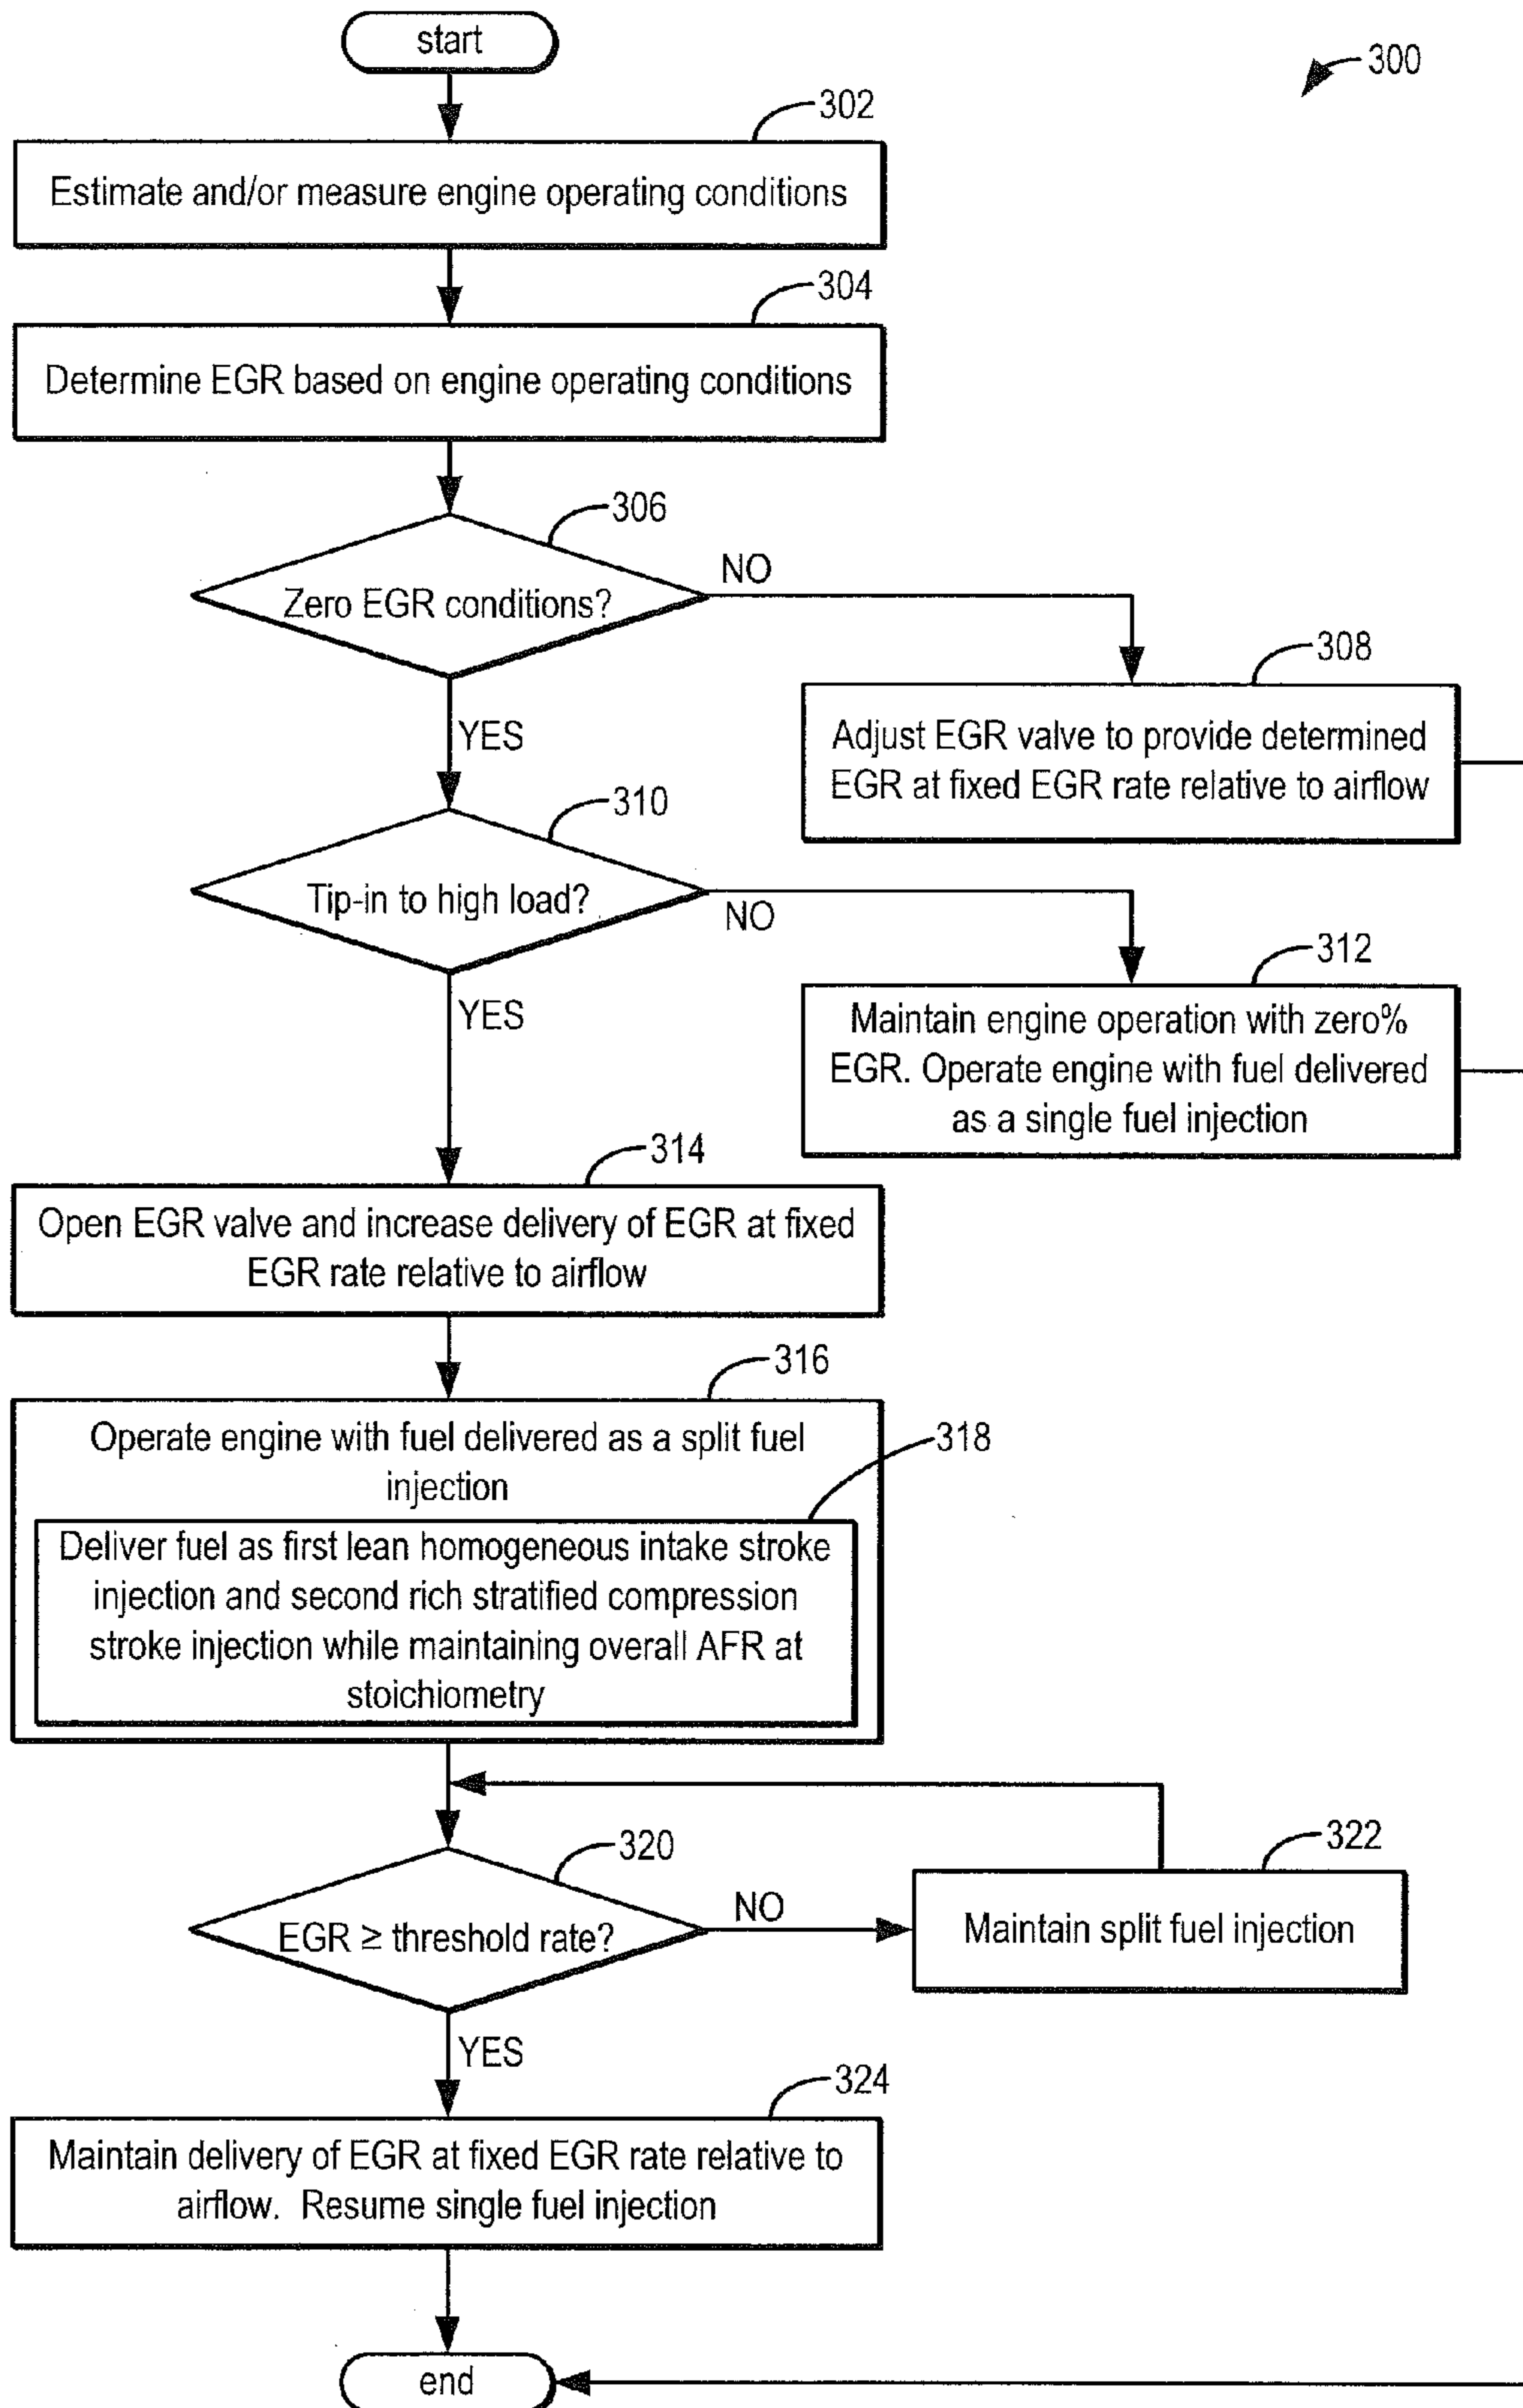 start
300
302
Estimate and/or measure engine operating conditions
304
Determine EGR based on engine operating conditions
306
Zero EGR conditions?
NO
YES
308
Adjust EGR valve to provide determined
EGR at fixed EGR rate relative to airflow
310
Tip-in to high load?
NO
YES
312
Maintain engine operation with zero%
EGR. Operate engine with fuel delivered
as a single fuel injection
314
Open EGR valve and increase delivery of EGR at fixed
EGR rate relative to airflow
316
Operate engine with fuel delivered as a split fuel
injection
318
Deliver fuel as first lean homogeneous intake stroke
injection and second rich stratified compression
stroke injection while maintaining overall AFR at
stoichiometry
320
EGR ≥ threshold rate?
NO
322
Maintain split fuel injection
YES
324
Maintain delivery of EGR at fixed EGR rate relative to
airflow. Resume single fuel injection
end